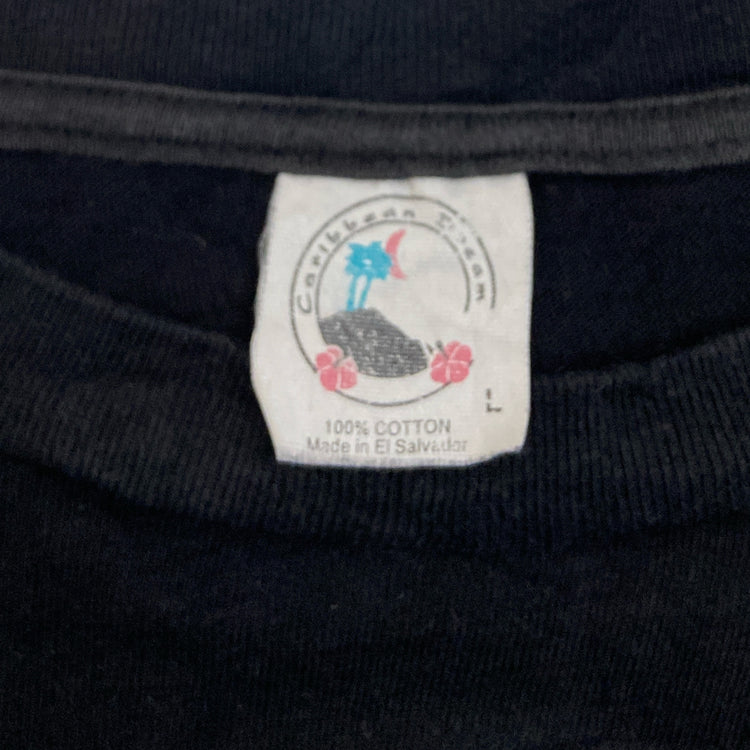 Caribbean Dream
L
100% COTTON
Made in El Salvador